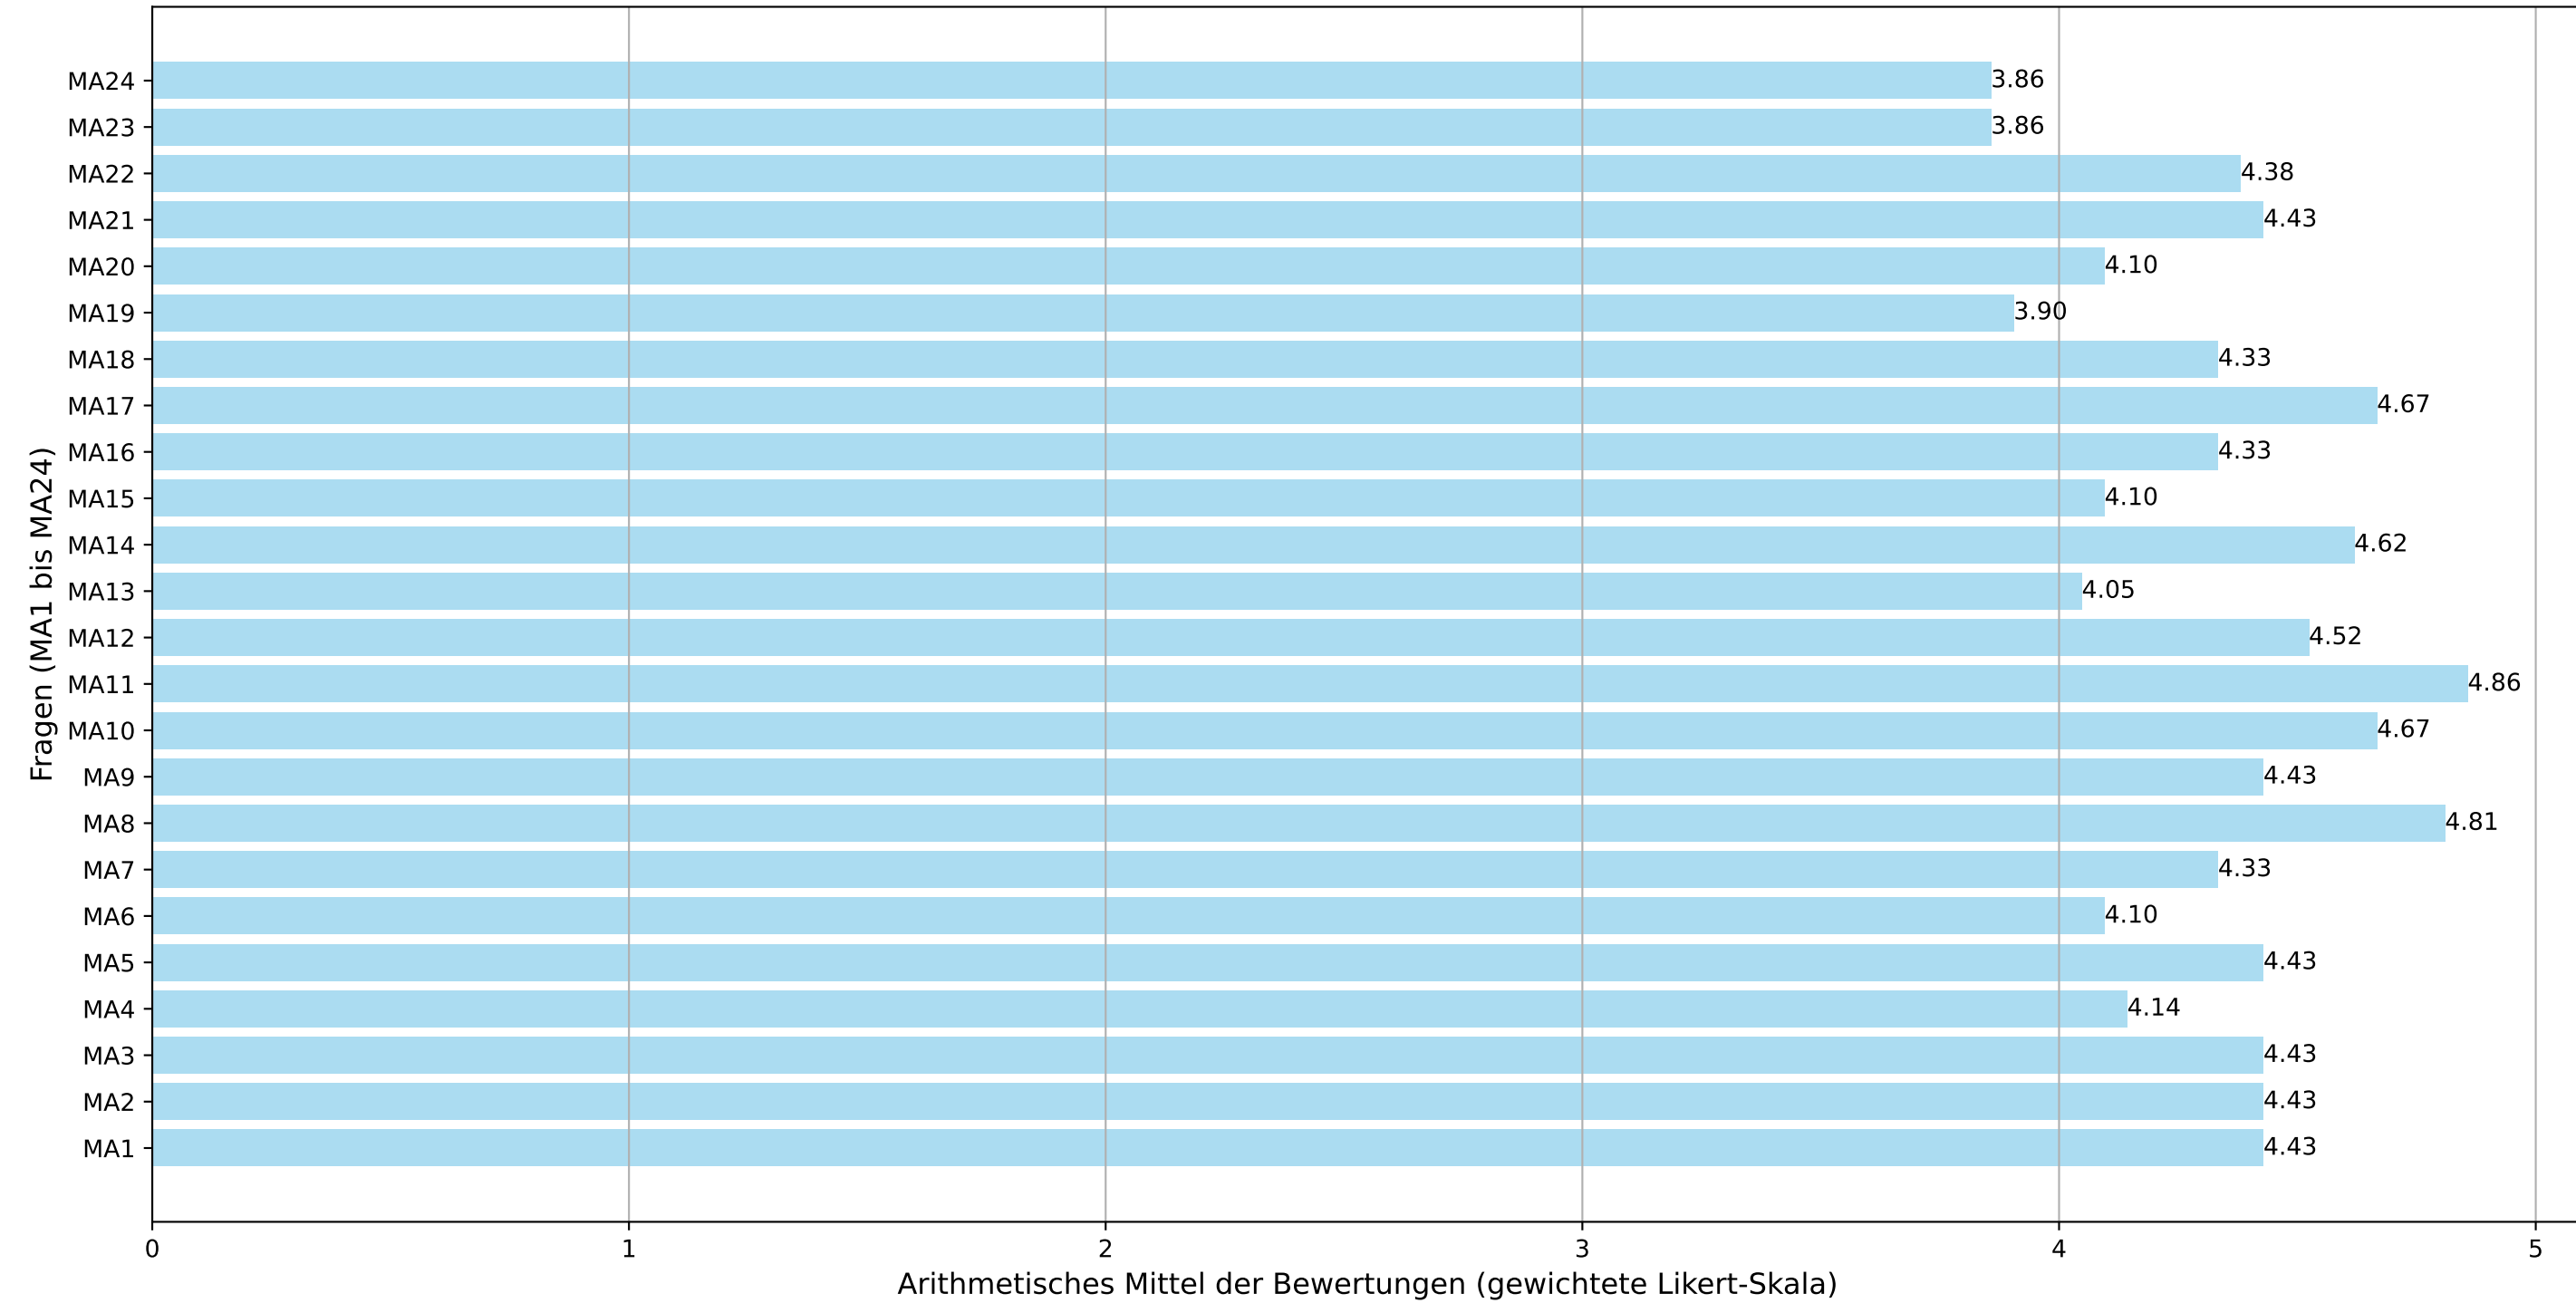 Fragen (MA1 bis MA24)
MA24 3.86
MA23 3.86
MA22 4.38
MA21 4.43
MA20 4.10
MA19 3.90
MA18 4.33
MA17 4.67
MA16 4.33
MA15 4.10
MA14 4.62
MA13 4.05
MA12 4.52
MA11 4.86
MA10 4.67
MA9 4.43
MA8 4.81
MA7 4.33
MA6 4.10
MA5 4.43
MA4 4.14
MA3 4.43
MA2 4.43
MA1 4.43
0 1 2 3 4 5
Arithmetisches Mittel der Bewertungen (gewichtete Likert-Skala)